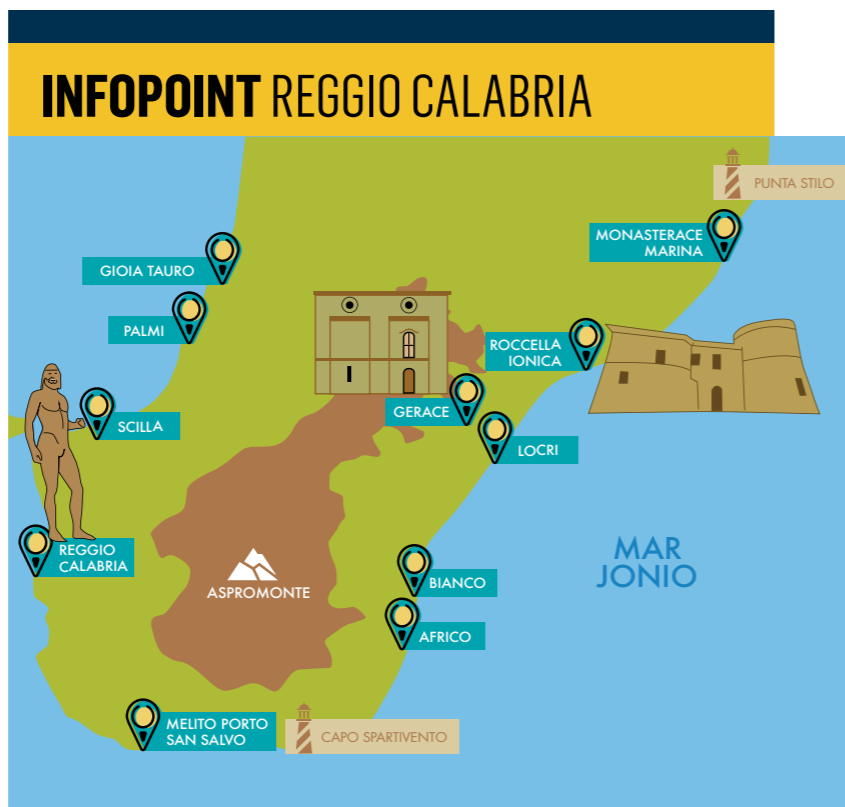 INFOPOINT REGGIO CALABRIA
PUNTA STILO
MONASTERACE
MARINA
GIOIA TAURO
PALMI
ROCCELLA
IONICA
GERACE
SCILLA
LOCRI
REGGIO
CALABRIA
MAR
JONIO
ASPROMONTE
BIANCO
AFRICO
MELITO PORTO
SAN SALVO
CAPO SPARTIVENTO